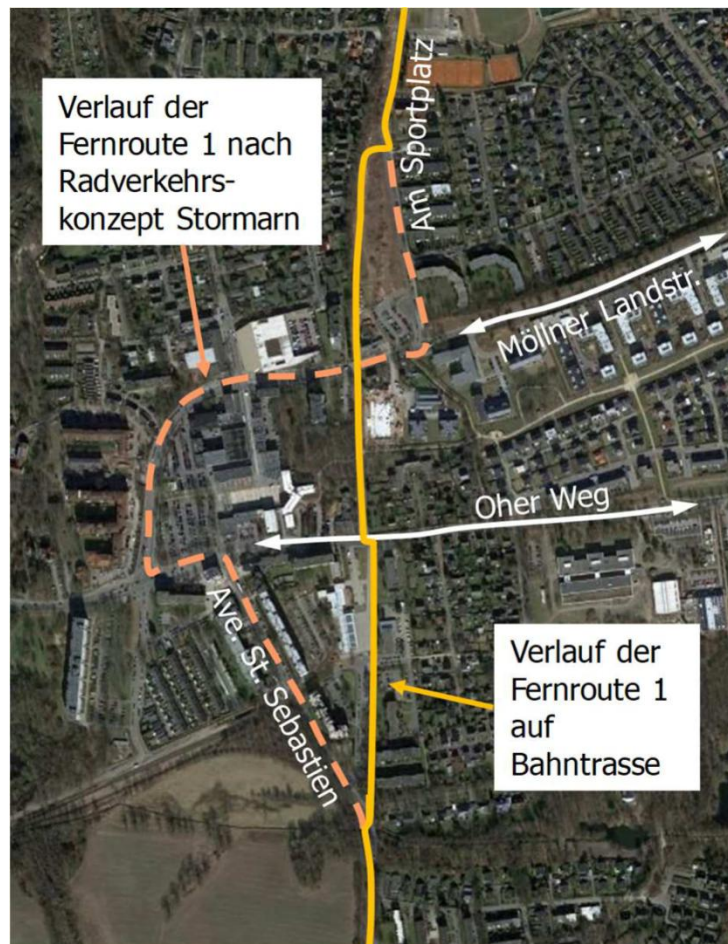 Verlauf der
Fernroute 1 nach
Radverkehrs-
konzept Stormarn
Am Sportplatz
Möllner Landstr.
Oher Weg
Ave. St. Sebastien
Verlauf der
Fernroute 1
auf
Bahntrasse